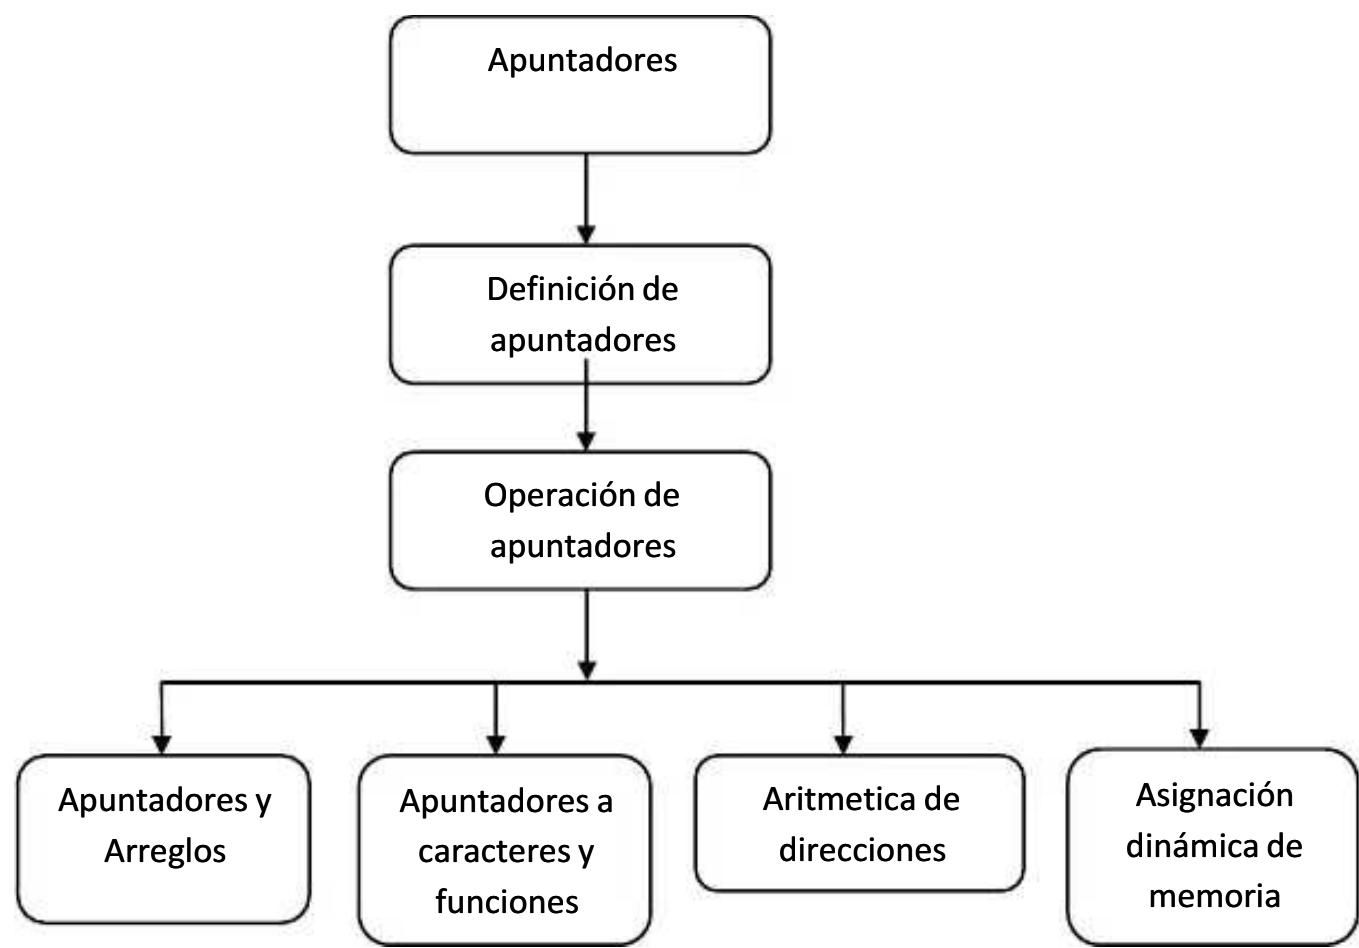 Apuntadores
Definición de
apuntadores
Operación de
apuntadores
Apuntadores y
Arreglos
Apuntadores a
caracteres y
funciones
Aritmetica de
direcciones
Asignación
dinámica de
memoria